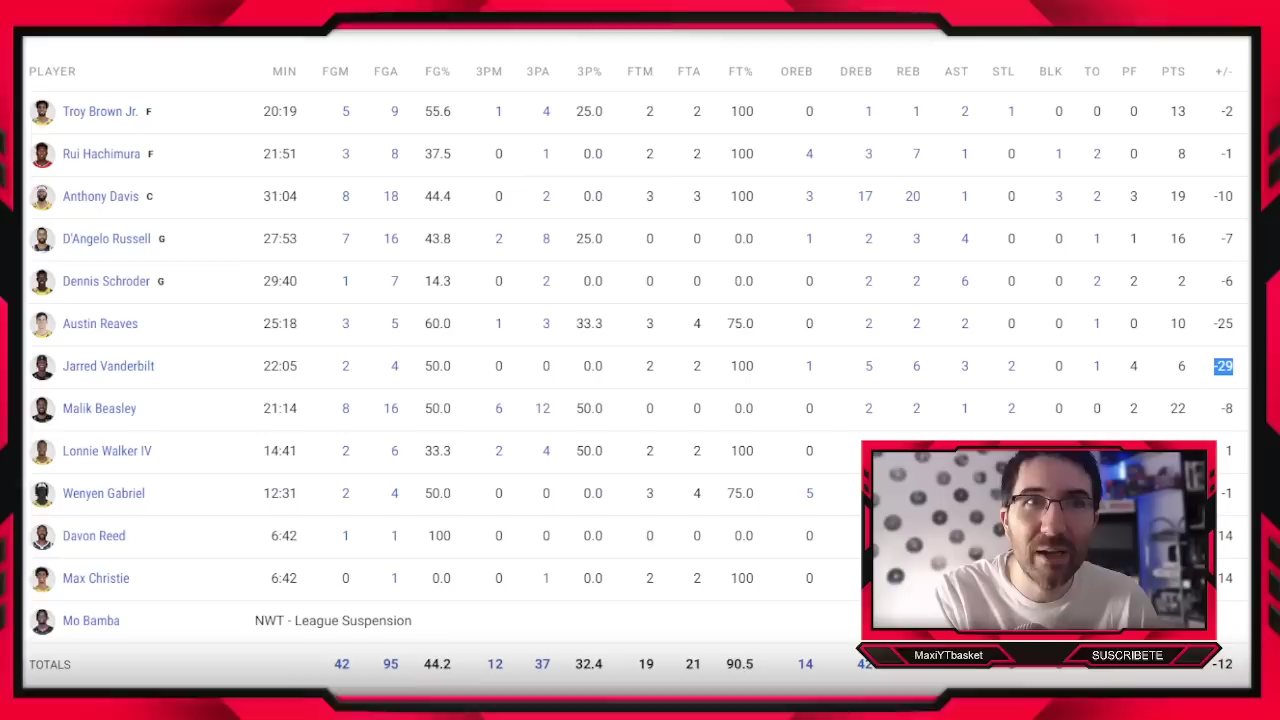 PLAYER MIN FGM FGA FG% 3PM 3PA 3P% FTM FTA FT% OREB DREB REB AST STL BLK TO PF PTS +/-
Troy Brown Jr. F 20:19 5 9 55.6 1 4 25.0 2 2 100 0 1 1 2 1 0 0 0 13 -2
Rui Hachimura F 21:51 3 8 37.5 0 1 0.0 2 2 100 4 3 7 1 0 1 2 0 8 -1
Anthony Davis C 31:04 8 18 44.4 0 2 0.0 3 3 100 3 17 20 1 0 3 2 3 19 -10
D'Angelo Russell G 27:53 7 16 43.8 2 8 25.0 0 0 0.0 1 2 3 4 0 0 1 1 16 -7
Dennis Schroder G 29:40 1 7 14.3 0 2 0.0 0 0 0.0 0 2 2 6 0 0 2 2 2 -6
Austin Reaves 25:18 3 5 60.0 1 3 33.3 3 4 75.0 0 2 2 2 0 0 1 0 10 -25
Jarred Vanderbilt 22:05 2 4 50.0 0 0 0.0 2 2 100 1 5 6 3 2 0 1 4 6 -29
Malik Beasley 21:14 8 16 50.0 6 12 50.0 0 0 0.0 0 2 2 1 2 0 0 2 22 -8
Lonnie Walker IV 14:41 2 6 33.3 2 4 50.0 2 2 100 0 1
Wenyen Gabriel 12:31 2 4 50.0 0 0 0.0 3 4 75.0 5 -1
Davon Reed 6:42 1 1 100 0 0 0.0 0 0 0.0 0 14
Max Christie 6:42 0 1 0.0 0 1 0.0 2 2 100 0 14
Mo Bamba NWT - League Suspension
TOTALS 42 95 44.2 12 37 32.4 19 21 90.5 14 -12
MaxiYTbasket SUSCRIBETE